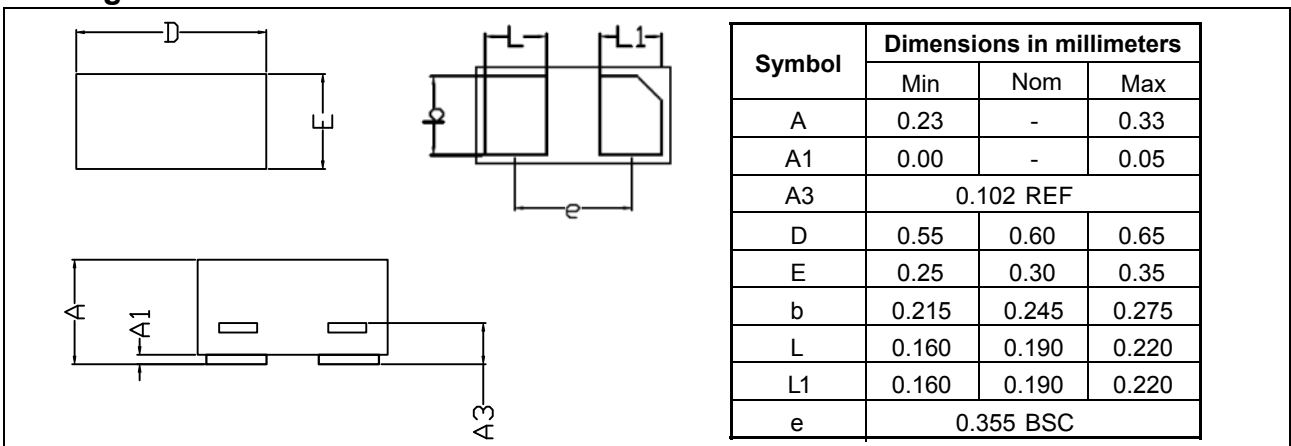 D
E
L
L1
b
e
A
A1
A3
Symbol Dimensions in millimeters
Min Nom Max
A 0.23 - 0.33
A1 0.00 - 0.05
A3 0.102 REF
D 0.55 0.60 0.65
E 0.25 0.30 0.35
b 0.215 0.245 0.275
L 0.160 0.190 0.220
L1 0.160 0.190 0.220
e 0.355 BSC